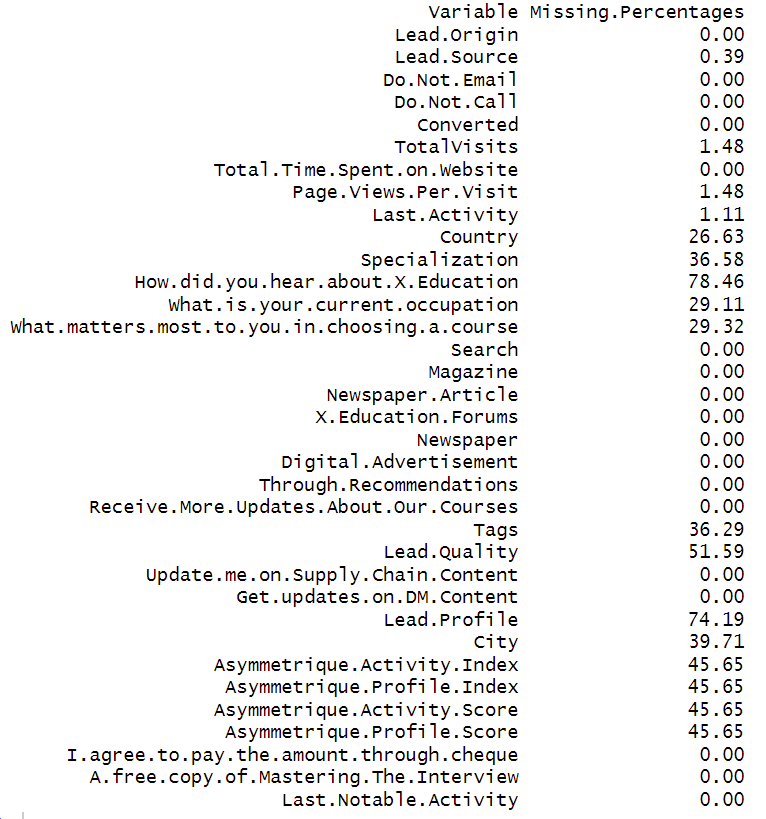 Variable Missing.Percentages
Lead.Origin 0.00
Lead.Source 0.39
Do.Not.Email 0.00
Do.Not.Call 0.00
Converted 0.00
TotalVisits 1.48
Total.Time.Spent.on.Website 0.00
Page.Views.Per.Visit 1.48
Last.Activity 1.11
Country 26.63
Specialization 36.58
How.did.you.hear.about.X.Education 78.46
What.is.your.current.occupation 29.11
What.matters.most.to.you.in.choosing.a.course 29.32
Search 0.00
Magazine 0.00
Newspaper.Article 0.00
X.Education.Forums 0.00
Newspaper 0.00
Digital.Advertisement 0.00
Through.Recommendations 0.00
Receive.More.Updates.About.Our.Courses 0.00
Tags 36.29
Lead.Quality 51.59
Update.me.on.Supply.Chain.Content 0.00
Get.updates.on.DM.Content 0.00
Lead.Profile 74.19
City 39.71
Asymmetrique.Activity.Index 45.65
Asymmetrique.Profile.Index 45.65
Asymmetrique.Activity.Score 45.65
Asymmetrique.Profile.Score 45.65
I.agree.to.pay.the.amount.through.cheque 0.00
A.free.copy.of.Mastering.The.Interview 0.00
Last.Notable.Activity 0.00